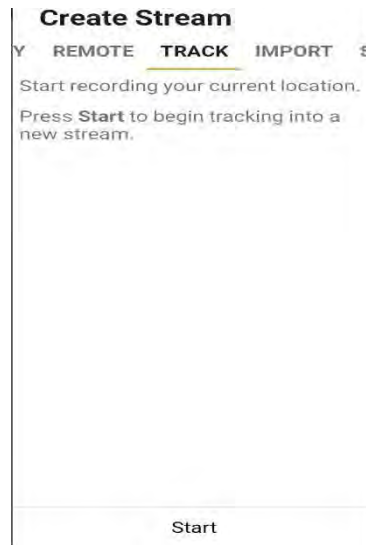 Create Stream
Y REMOTE TRACK IMPORT S
Start recording your current location.
Press Start to begin tracking into a
new stream.
Start